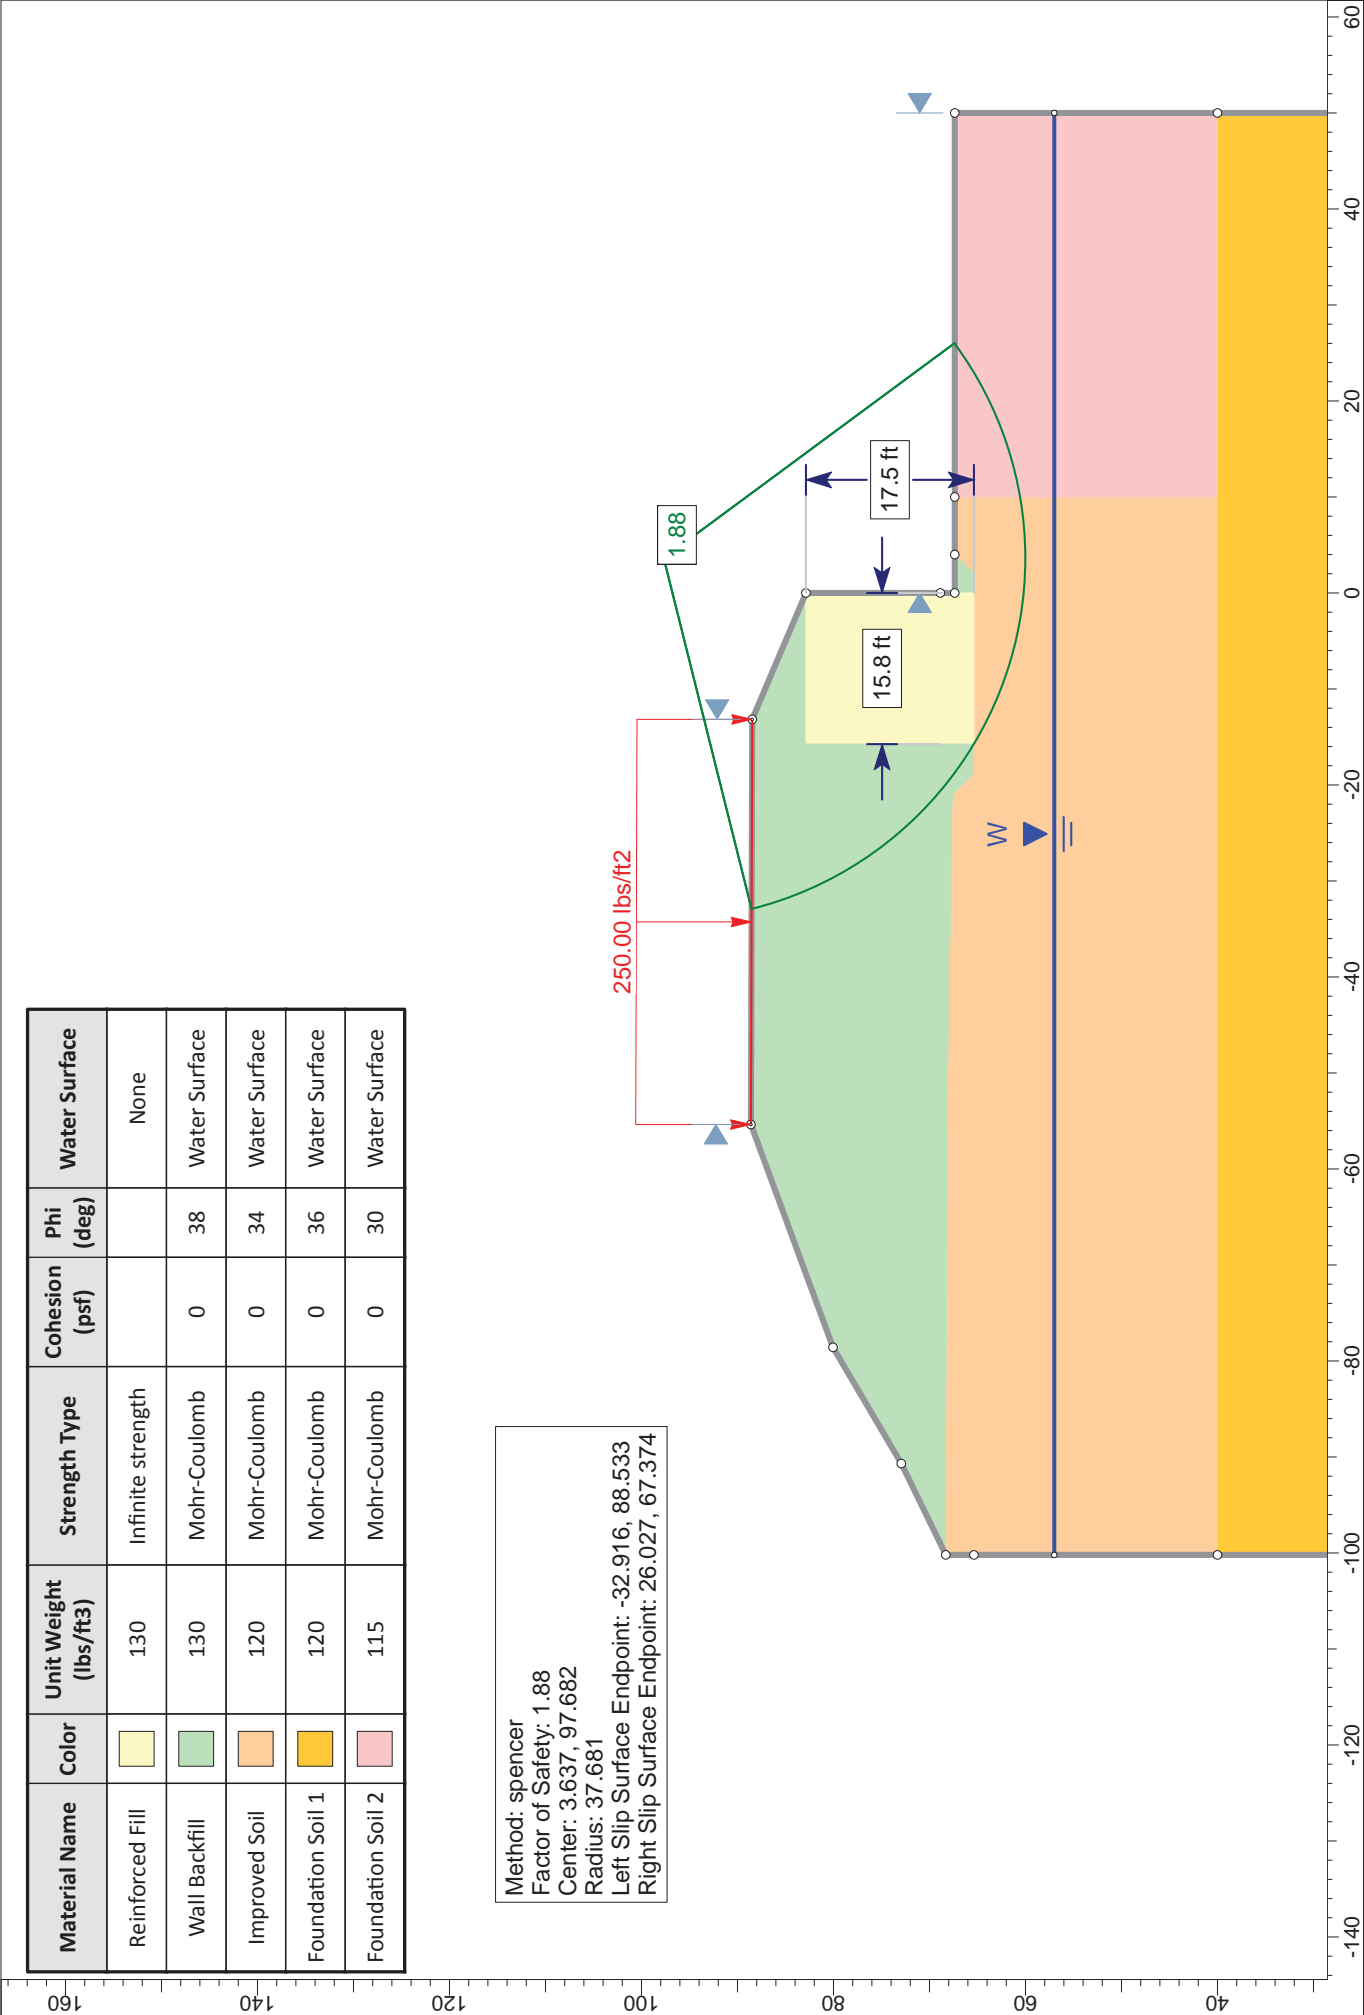 Material Name Color Unit Weight (lbs/ft3) Strength Type Cohesion (psf) Phi (deg) Water Surface
Reinforced Fill 130 Infinite strength None
Wall Backfill 130 Mohr-Coulomb 0 38 Water Surface
Improved Soil 120 Mohr-Coulomb 0 34 Water Surface
Foundation Soil 1 120 Mohr-Coulomb 0 36 Water Surface
Foundation Soil 2 115 Mohr-Coulomb 0 30 Water Surface
Method: spencer
Factor of Safety: 1.88
Center: 3.637, 97.682
Radius: 37.681
Left Slip Surface Endpoint: -32.916, 88.533
Right Slip Surface Endpoint: 26.027, 67.374
250.00 lbs/ft2
1.88
15.8 ft
17.5 ft
W
160
140
120
100
80
60
40
-140 -120 -100 -80 -60 -40 -20 0 20 40 60